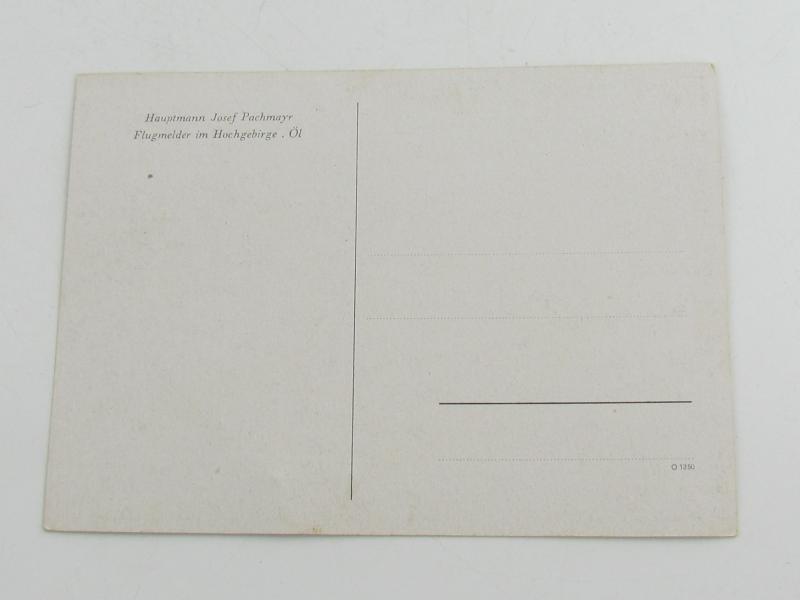 Hauptmann Josef Pachmayr
Flugmelder im Hochgebirge . Öl
O 1350